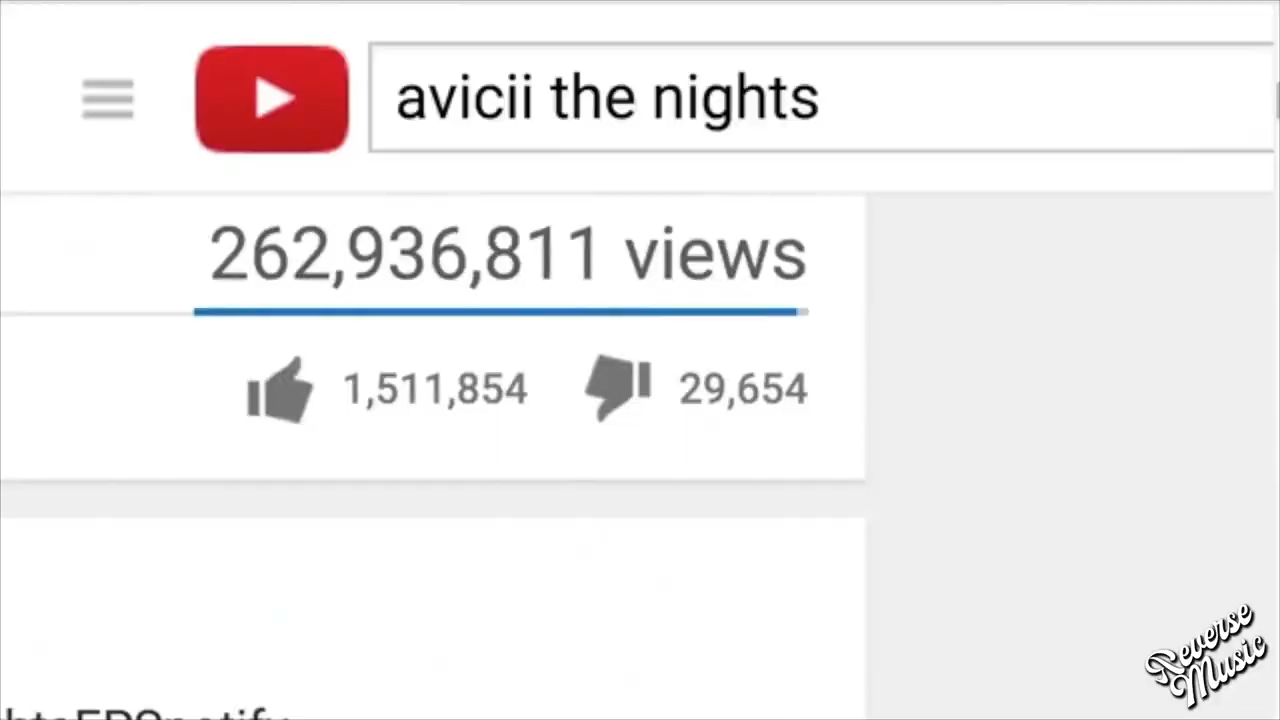 avicii the nights
262,936,811 views
1,511,854 29,654
Reverse
Music